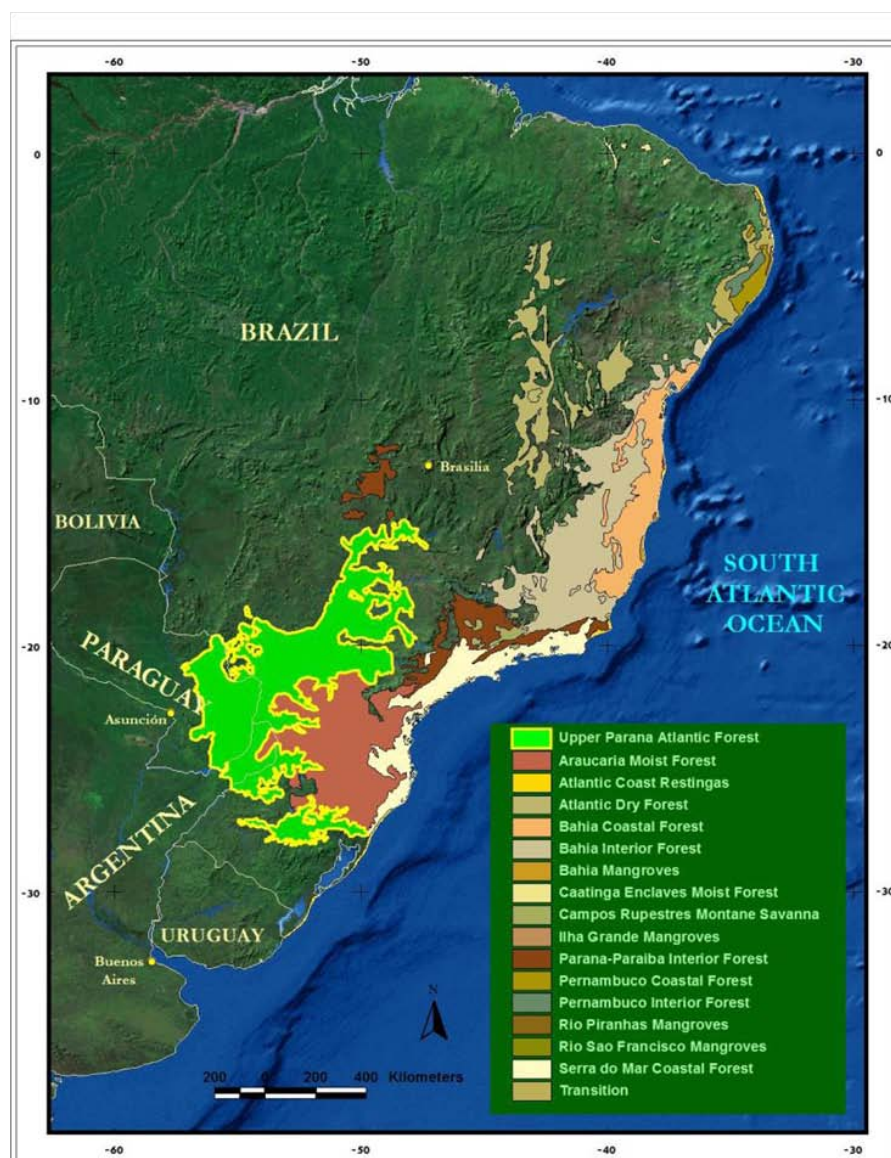 -60 -50 -40 -30
0 0
BRAZIL
-10 -10
Brasilia
BOLIVIA
SOUTH
ATLANTIC
OCEAN
-20
PARAGUAY
Asunción
ARGENTINA
-30 -30
URUGUAY
Buenos
Aires
Upper Parana Atlantic Forest
Araucaria Moist Forest
Atlantic Coast Restingas
Atlantic Dry Forest
Bahia Coastal Forest
Bahia Interior Forest
Bahia Mangroves
Caatinga Enclaves Moist Forest
Campos Rupestres Montane Savanna
Ilha Grande Mangroves
Parana-Paraiba Interior Forest
Pernambuco Coastal Forest
Pernambuco Interior Forest
Rio Piranhas Mangroves
Rio Sao Francisco Mangroves
Serra do Mar Coastal Forest
Transition
N
200 0 200 400 Kilometers
-60 -50 -40 -30